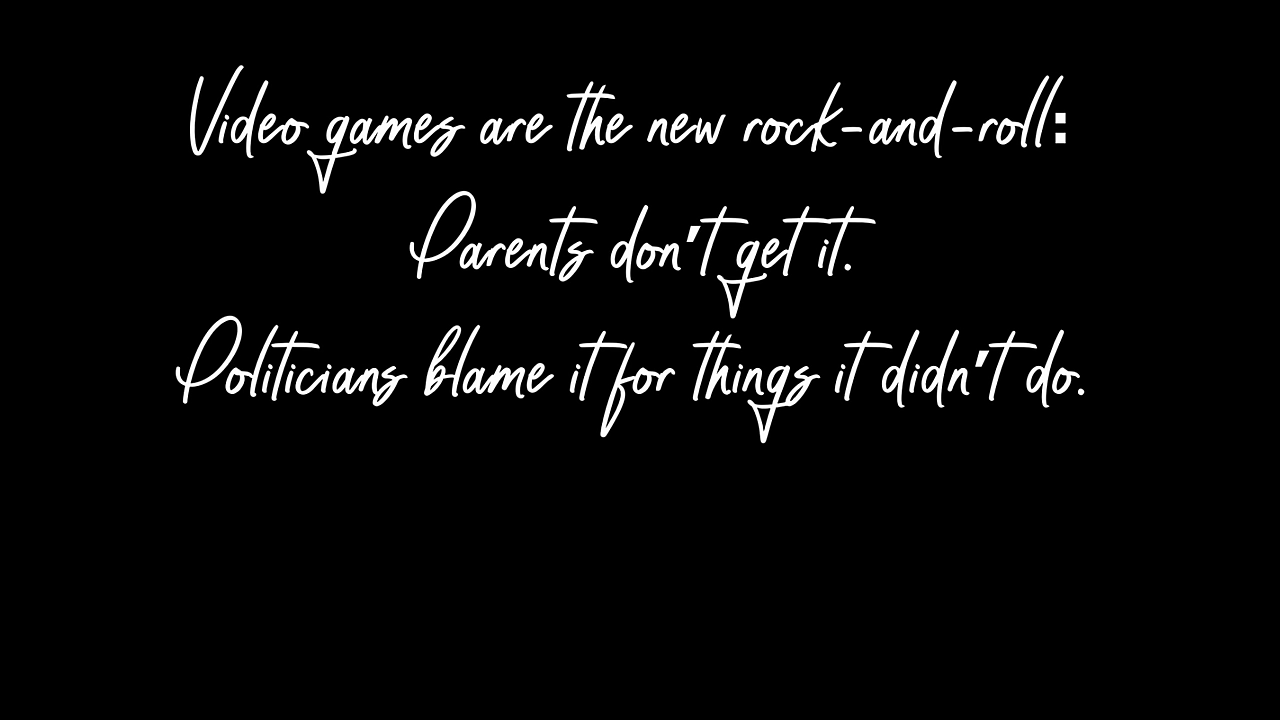 Video games are the new rock-and-roll:
Parents don't get it.
Politicians blame it for things it didn't do.